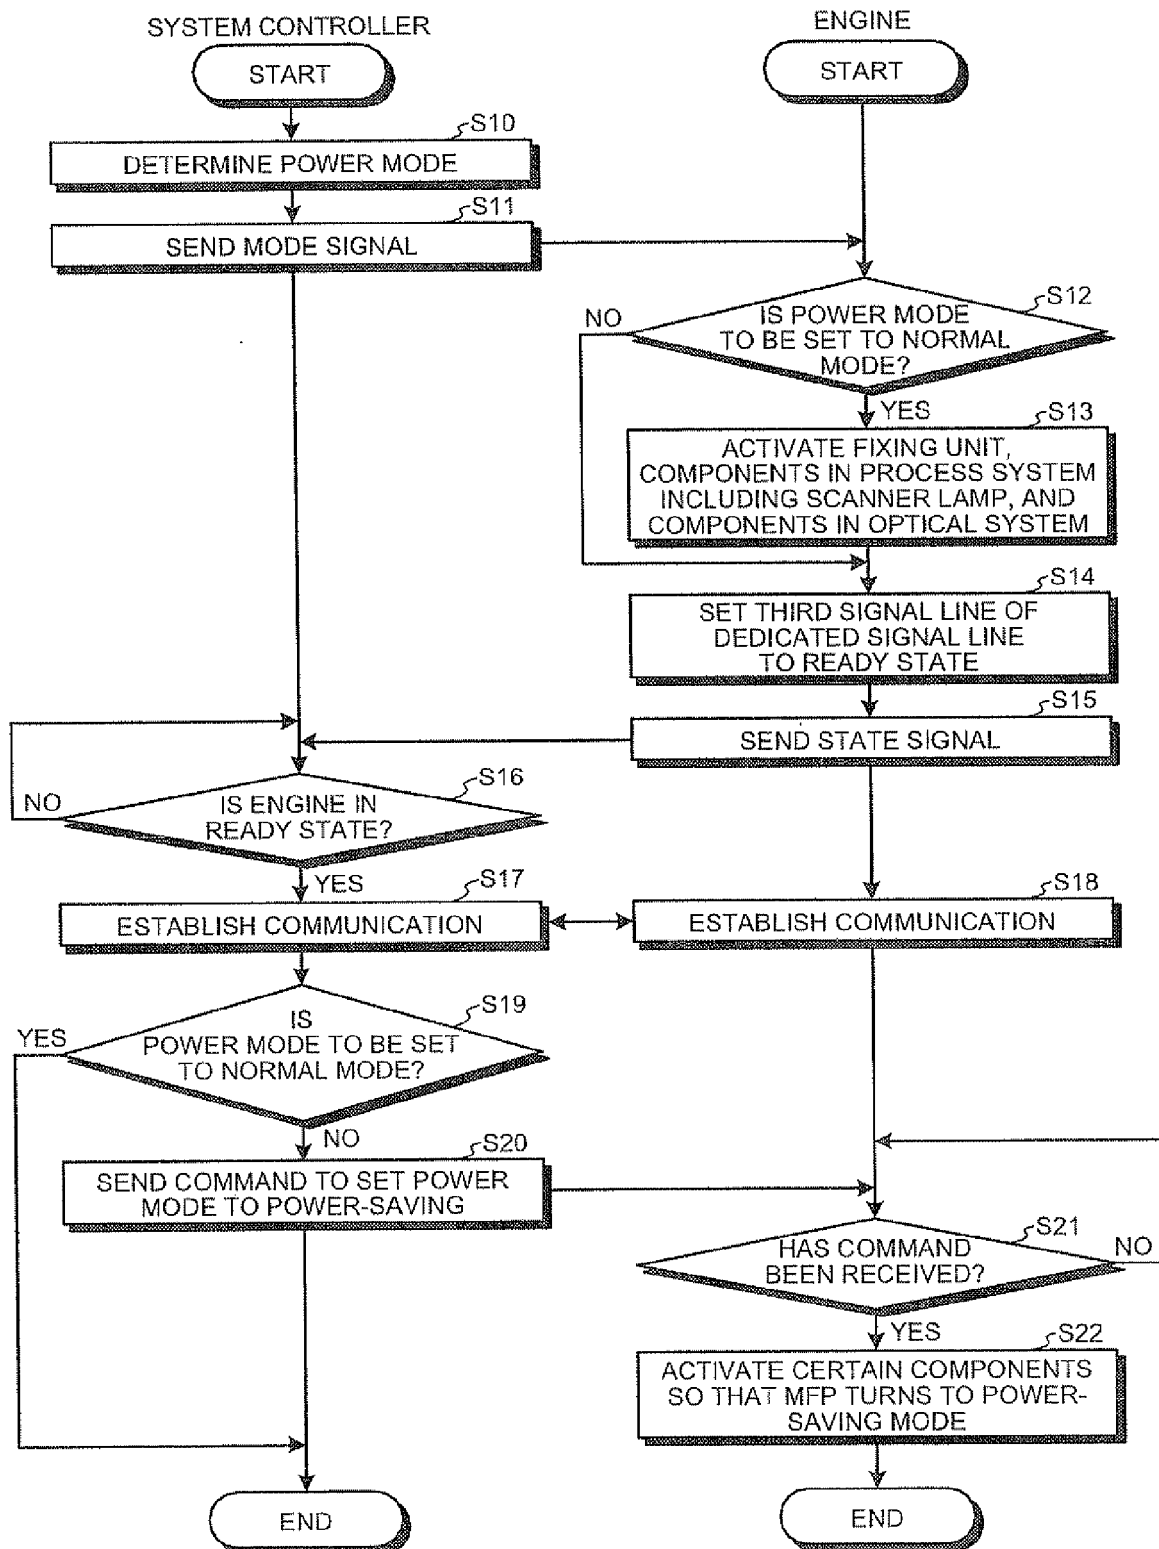 SYSTEM CONTROLLER
ENGINE
START
START
S10
DETERMINE POWER MODE
S11
SEND MODE SIGNAL
S12
NO
IS POWER MODE
TO BE SET TO NORMAL
MODE?
YES
S13
ACTIVATE FIXING UNIT,
COMPONENTS IN PROCESS SYSTEM
INCLUDING SCANNER LAMP, AND
COMPONENTS IN OPTICAL SYSTEM
S14
SET THIRD SIGNAL LINE OF
DEDICATED SIGNAL LINE
TO READY STATE
S15
SEND STATE SIGNAL
S16
NO
IS ENGINE IN
READY STATE?
YES
S17
ESTABLISH COMMUNICATION
S18
ESTABLISH COMMUNICATION
S19
YES
IS
POWER MODE TO BE SET
TO NORMAL MODE?
NO
S20
SEND COMMAND TO SET POWER
MODE TO POWER-SAVING
S21
HAS COMMAND
BEEN RECEIVED?
NO
YES
S22
ACTIVATE CERTAIN COMPONENTS
SO THAT MFP TURNS TO POWER-
SAVING MODE
END
END